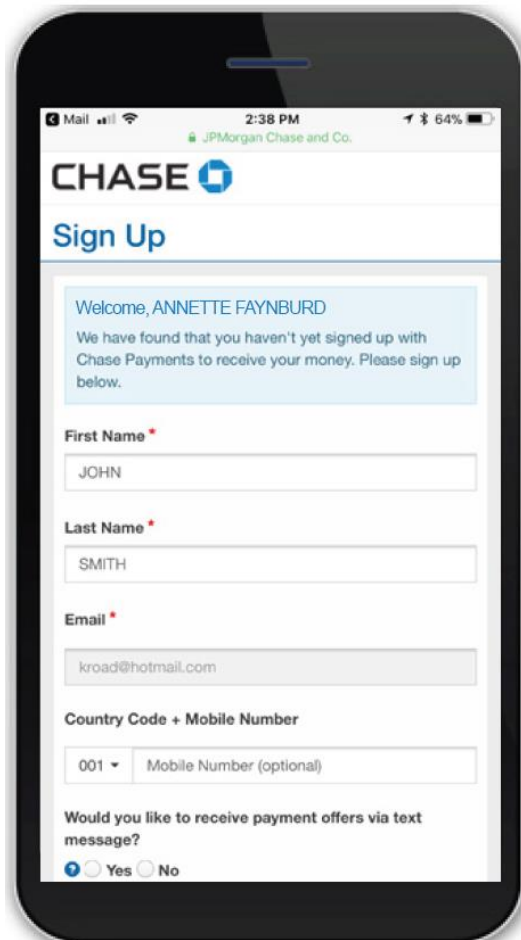 Mail 2:38 PM 64%
JPMorgan Chase and Co.
CHASE
Sign Up
Welcome, ANNETTE FAYNBURD
We have found that you haven't yet signed up with
Chase Payments to receive your money. Please sign up
below.
First Name *
JOHN
Last Name *
SMITH
Email *
kroad@hotmail.com
Country Code + Mobile Number
001 Mobile Number (optional)
Would you like to receive payment offers via text
message?
? Yes No